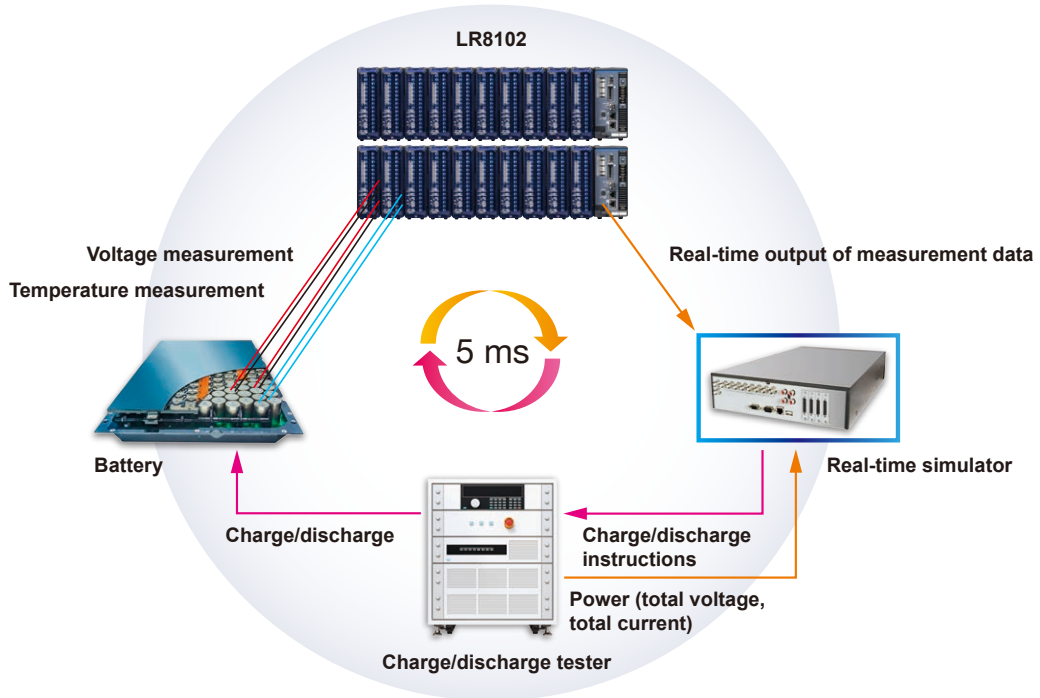 LR8102
Voltage measurement
Temperature measurement
Real-time output of measurement data
5 ms
Battery
Real-time simulator
Charge/discharge
Charge/discharge
instructions
Power (total voltage,
total current)
Charge/discharge tester